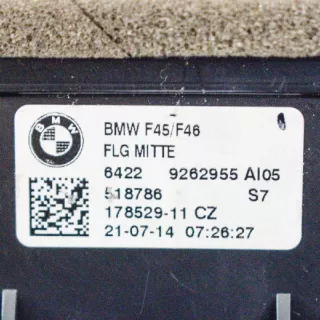 BMW
BMW F45/F46
FLG MITTE
6422 9262955 AI05
518786 S7
178529-11 CZ
21-07-14 07:26:27